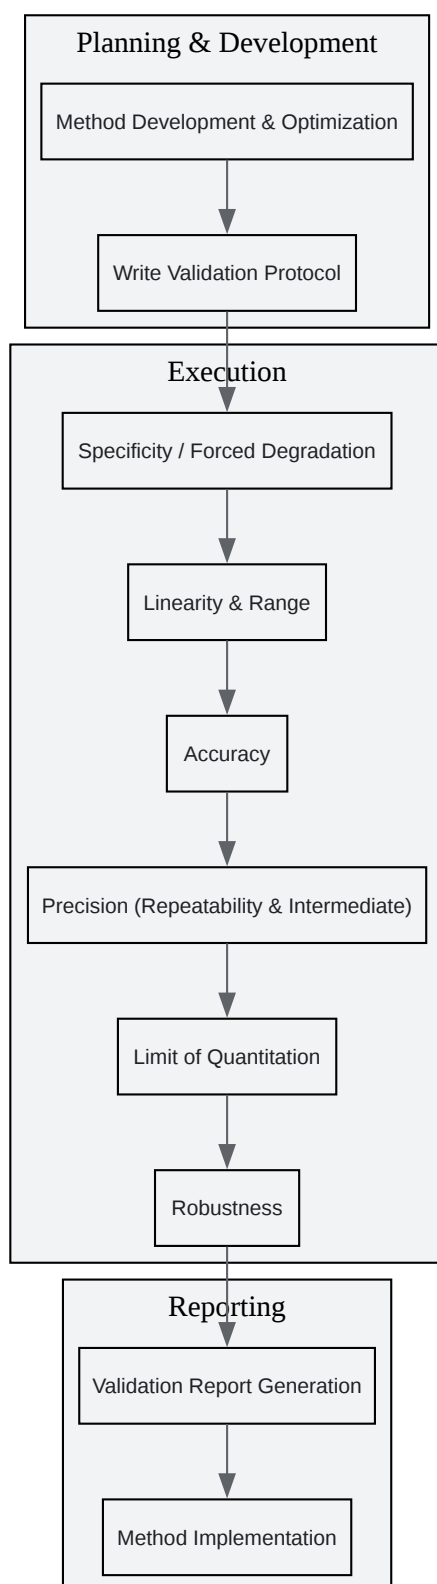 Planning & Development
Method Development & Optimization
Write Validation Protocol
Execution
Specificity / Forced Degradation
Linearity & Range
Accuracy
Precision (Repeatability & Intermediate)
Limit of Quantitation
Robustness
Reporting
Validation Report Generation
Method Implementation